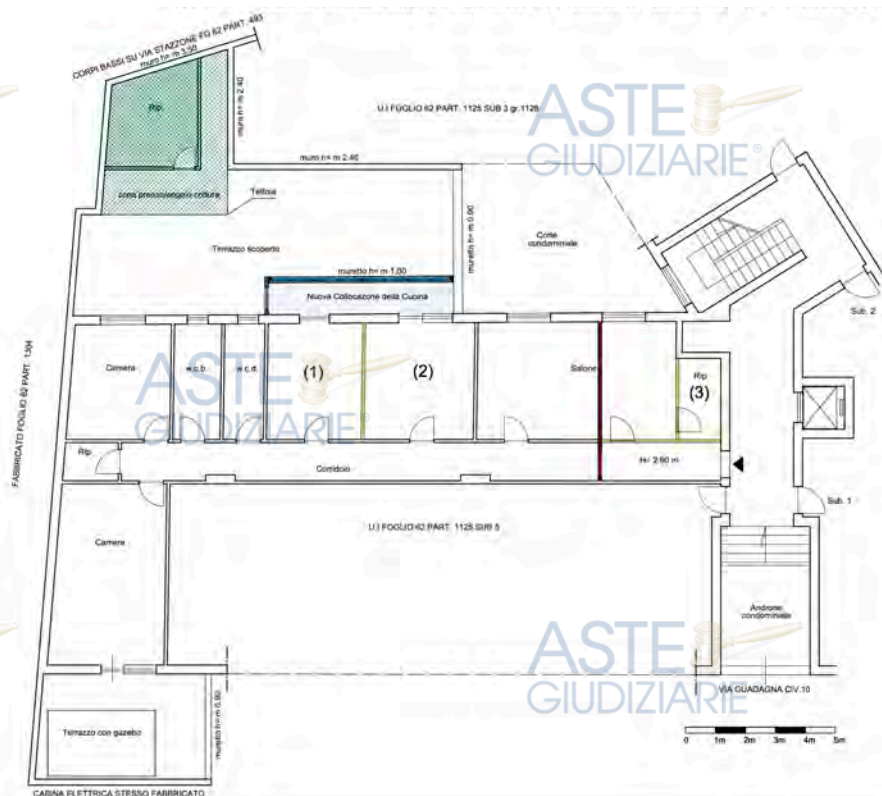 CORPI BASSI SU VIA STAZZONE FG 62 PART. 493
muro h= m 3.50
Rip.
muro h= m 2.40
U.I FOGLIO 62 PART. 1125 SUB 3 gr.1128
ASTE
GIUDIZIARIE®
muro h= m 2.46
zona pranzo/angolo cottura
Tettoia
Terrazzo scoperto
muretto h= m 0.90
Corte
condominiale
muretto h= m 1.00
Nuova Collocazione della Cucina
Sub. 2
FABBRICATO FOGLIO 62 PART. 1304
Camera
w.c.b.
w.c.d.
(1)
(2)
Salone
Rip
(3)
ASTE
GIUDIZIARIE®
Rip.
Corridoio
H= 2.60 m.
Sub. 1
U.I FOGLIO 62 PART. 1125 SUB 5
Camera
Androne
condominiale
ASTE
GIUDIZIARIE
VIA GUADAGNA CIV.10
muretto h= m 0.90
Terrazzo con gazebo
0 1m 2m 3m 4m 5m
CABINA ELETTRICA STESSO FABBRICATO